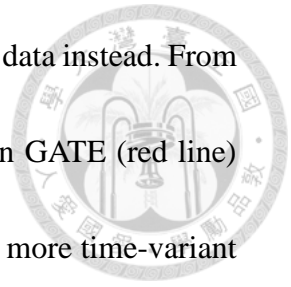 data instead. From
n GATE (red line)
more time-variant